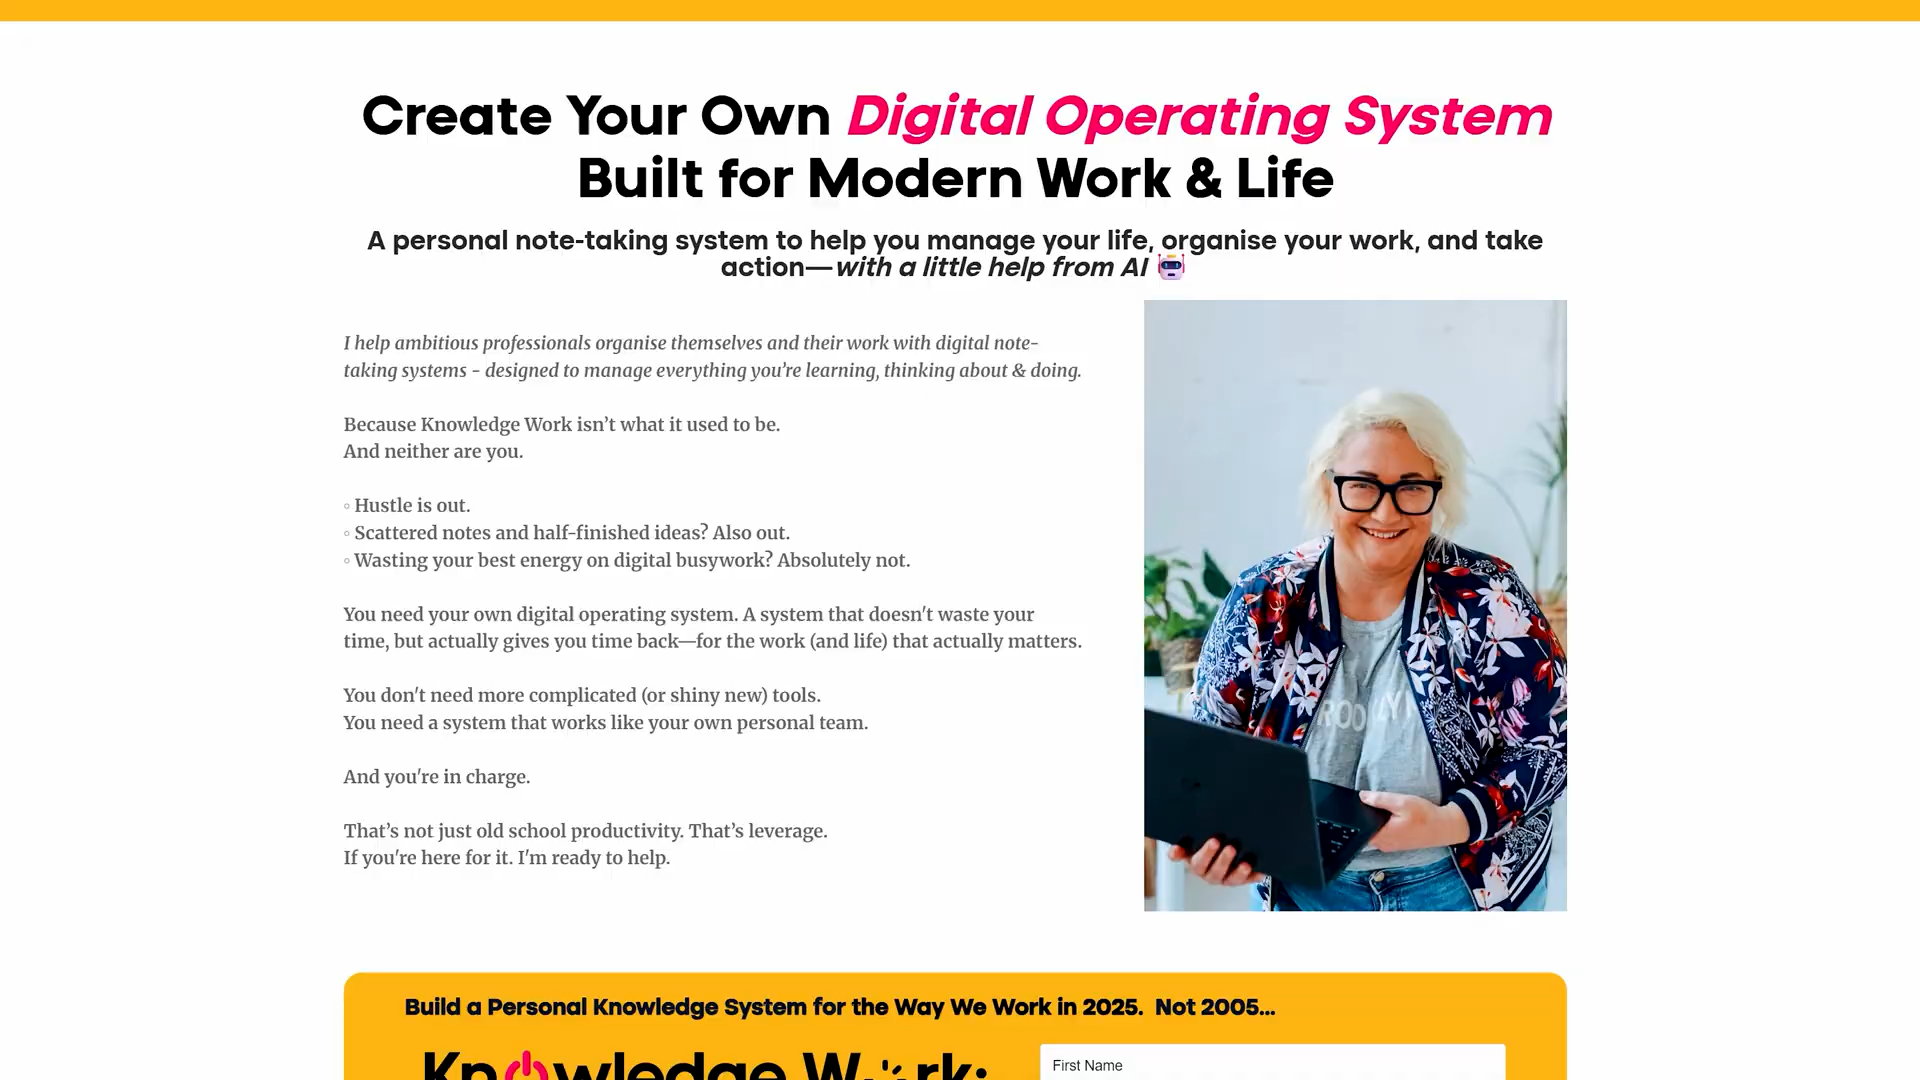 Create Your Own Digital Operating System
Built for Modern Work & Life
A personal note-taking system to help you manage your life, organise your work, and take
action—with a little help from AI 🤖
I help ambitious professionals organise themselves and their work with digital note-
taking systems - designed to manage everything you’re learning, thinking about & doing.
Because Knowledge Work isn’t what it used to be.
And neither are you.
◦ Hustle is out.
◦ Scattered notes and half-finished ideas? Also out.
◦ Wasting your best energy on digital busywork? Absolutely not.
You need your own digital operating system. A system that doesn't waste your
time, but actually gives you time back—for the work (and life) that actually matters.
You don't need more complicated (or shiny new) tools.
You need a system that works like your own personal team.
And you're in charge.
That’s not just old school productivity. That’s leverage.
If you're here for it. I'm ready to help.
Build a Personal Knowledge System for the Way We Work in 2025.  Not 2005...
Knowledge Work:
First Name